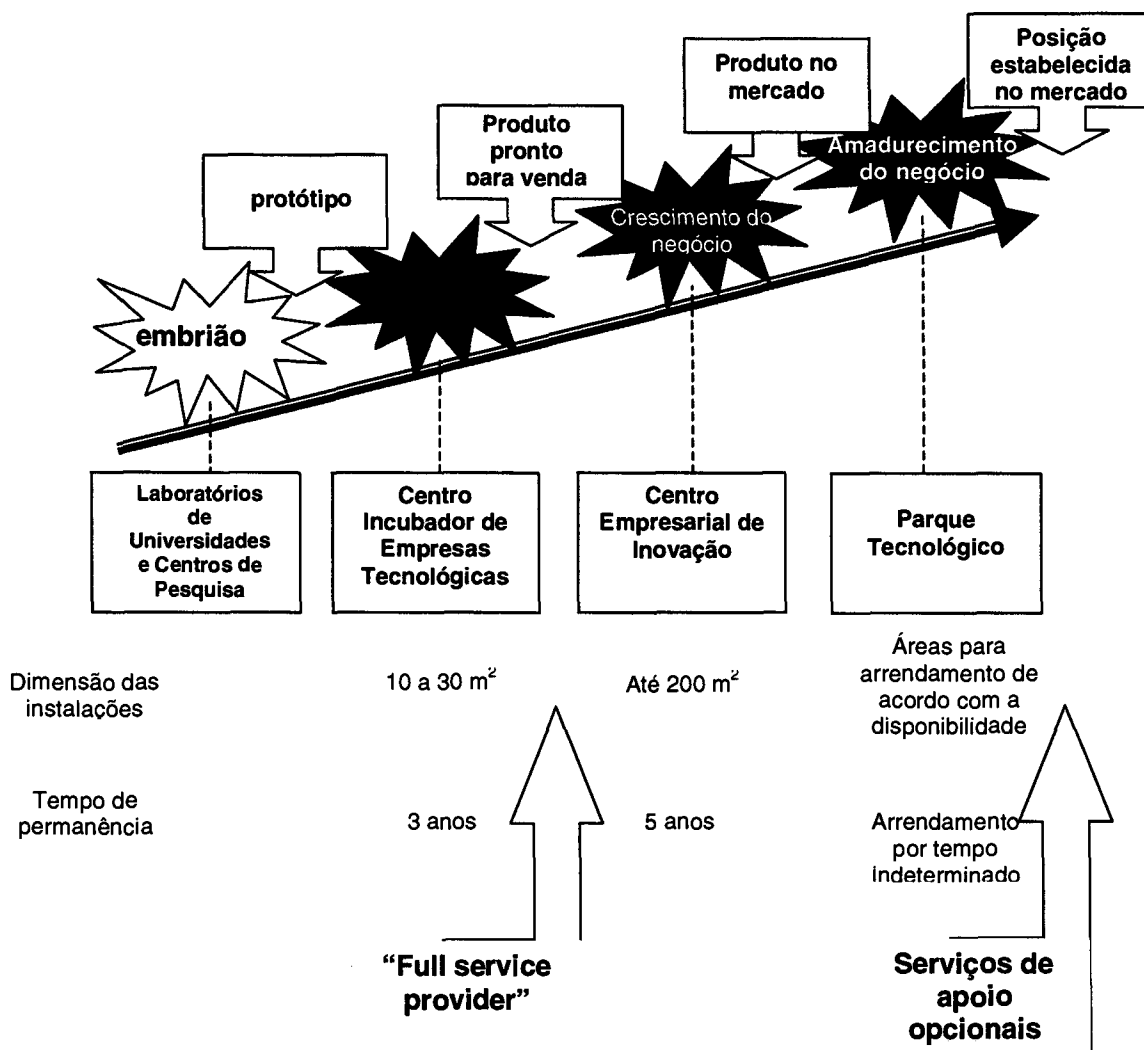 Posição
estabelecida
no mercado
Produto no
mercado
Produto
pronto
para venda
protótipo
Amadurecimento
do negócio
Crescimento do
negócio
embrião
Laboratórios
de
Universidades
e Centros de
Pesquisa
Centro
Incubador de
Empresas
Tecnológicas
Centro
Empresarial de
Inovação
Parque
Tecnológico
Dimensão das
instalações
10 a 30 m²
Até 200 m²
Áreas para
arrendamento de
acordo com a
disponibilidade
Tempo de
permanência
3 anos
5 anos
Arrendamento
por tempo
indeterminado
“Full service
provider”
Serviços de
apoio
opcionais